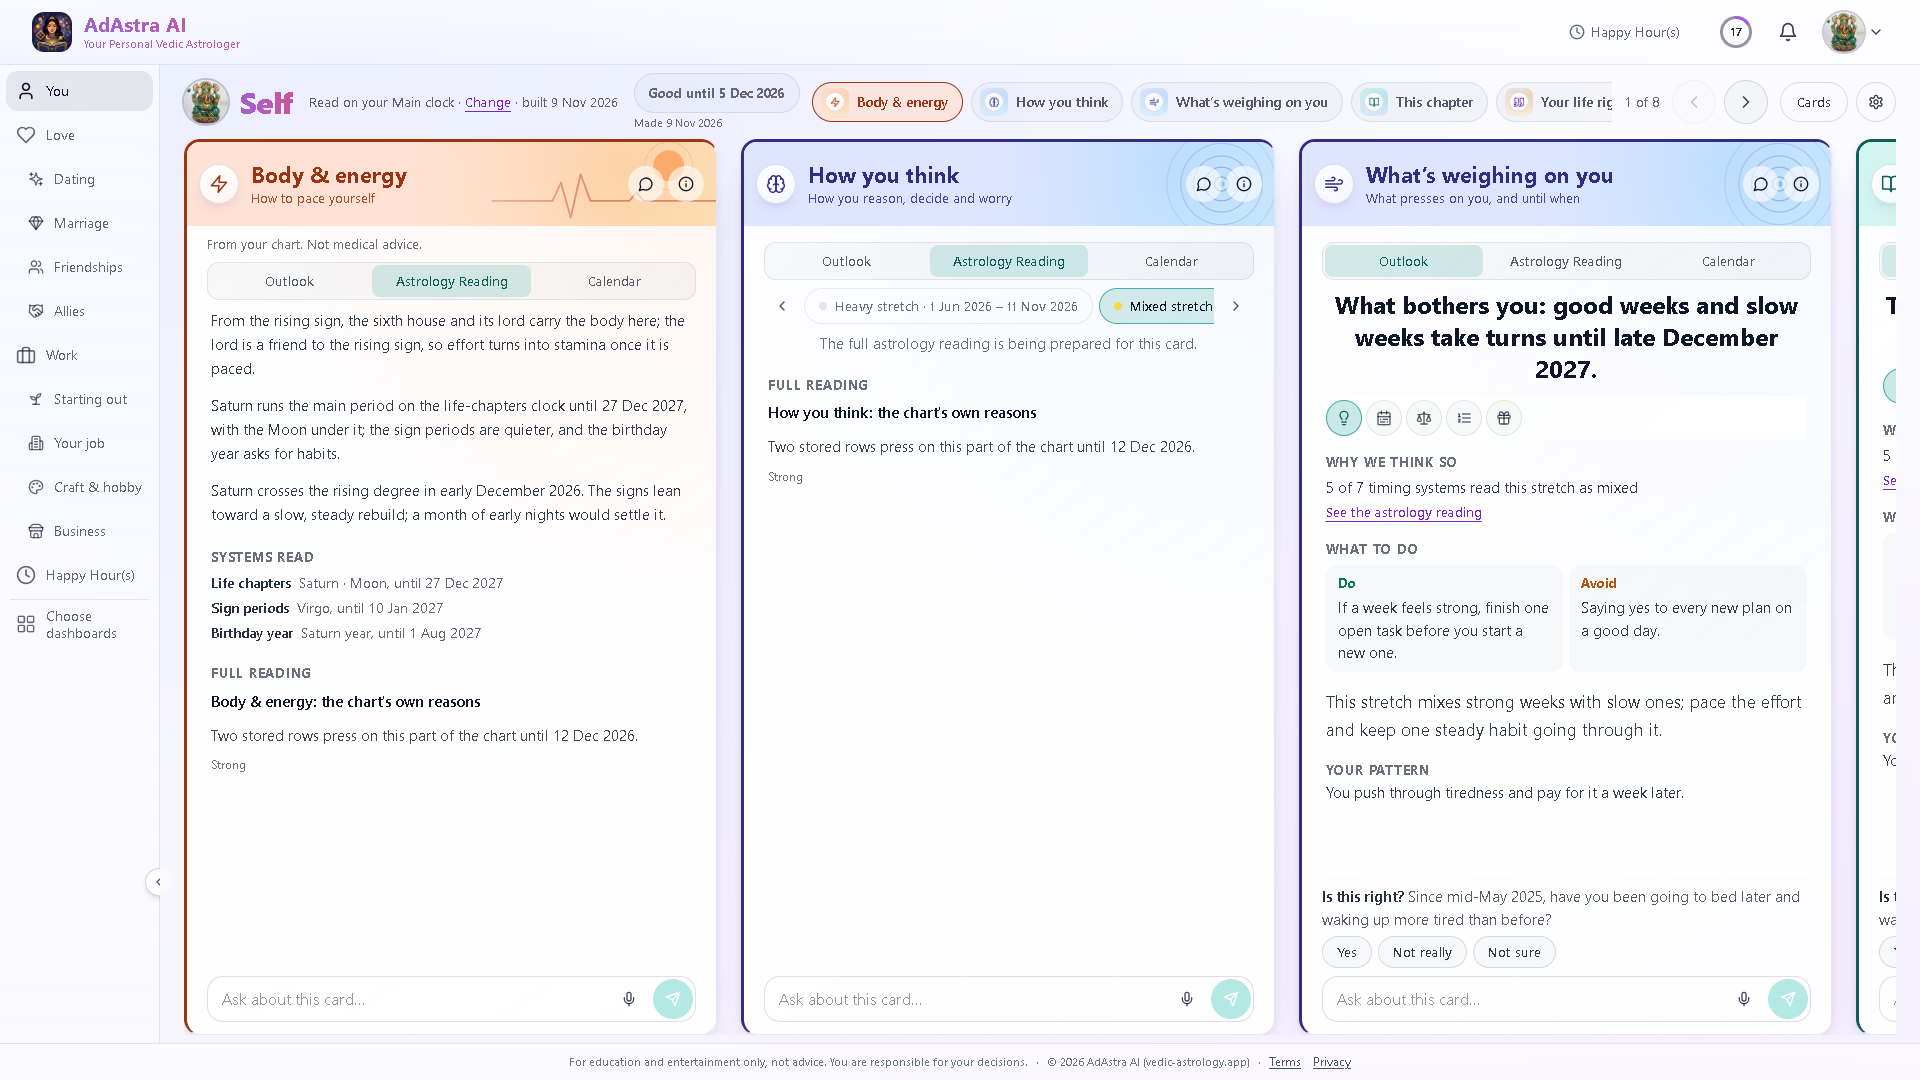 AdAstra AI
Your Personal Vedic Astrologer
Happy Hour(s)
17
You
Love
Dating
Marriage
Friendships
Allies
Work
Starting out
Your job
Craft & hobby
Business
Happy Hour(s)
Choose
dashboards
Self
Read on your Main clock · Change · built 9 Nov 2026
Good until 5 Dec 2026
Made 9 Nov 2026
Body & energy
How you think
What's weighing on you
This chapter
Your life rig
1 of 8
Cards
Body & energy
How to pace yourself
From your chart. Not medical advice.
Outlook
Astrology Reading
Calendar
From the rising sign, the sixth house and its lord carry the body here; the
lord is a friend to the rising sign, so effort turns into stamina once it is
paced.
Saturn runs the main period on the life-chapters clock until 27 Dec 2027,
with the Moon under it; the sign periods are quieter, and the birthday
year asks for habits.
Saturn crosses the rising degree in early December 2026. The signs lean
toward a slow, steady rebuild; a month of early nights would settle it.
SYSTEMS READ
Life chapters Saturn · Moon, until 27 Dec 2027
Sign periods Virgo, until 10 Jan 2027
Birthday year Saturn year, until 1 Aug 2027
FULL READING
Body & energy: the chart's own reasons
Two stored rows press on this part of the chart until 12 Dec 2026.
Strong
Ask about this card...
How you think
How you reason, decide and worry
Outlook
Astrology Reading
Calendar
Heavy stretch · 1 Jun 2026 – 11 Nov 2026
Mixed stretch
The full astrology reading is being prepared for this card.
FULL READING
How you think: the chart's own reasons
Two stored rows press on this part of the chart until 12 Dec 2026.
Strong
Ask about this card...
What's weighing on you
What presses on you, and until when
Outlook
Astrology Reading
Calendar
What bothers you: good weeks and slow
weeks take turns until late December
2027.
WHY WE THINK SO
5 of 7 timing systems read this stretch as mixed
See the astrology reading
WHAT TO DO
Do
If a week feels strong, finish one
open task before you start a
new one.
Avoid
Saying yes to every new plan on
a good day.
This stretch mixes strong weeks with slow ones; pace the effort
and keep one steady habit going through it.
YOUR PATTERN
You push through tiredness and pay for it a week later.
Is this right? Since mid-May 2025, have you been going to bed later and
waking up more tired than before?
Yes
Not really
Not sure
Ask about this card...
5
Se
Is t
wa
For education and entertainment only, not advice. You are responsible for your decisions. · © 2026 AdAstra AI (vedic-astrology.app) · Terms Privacy